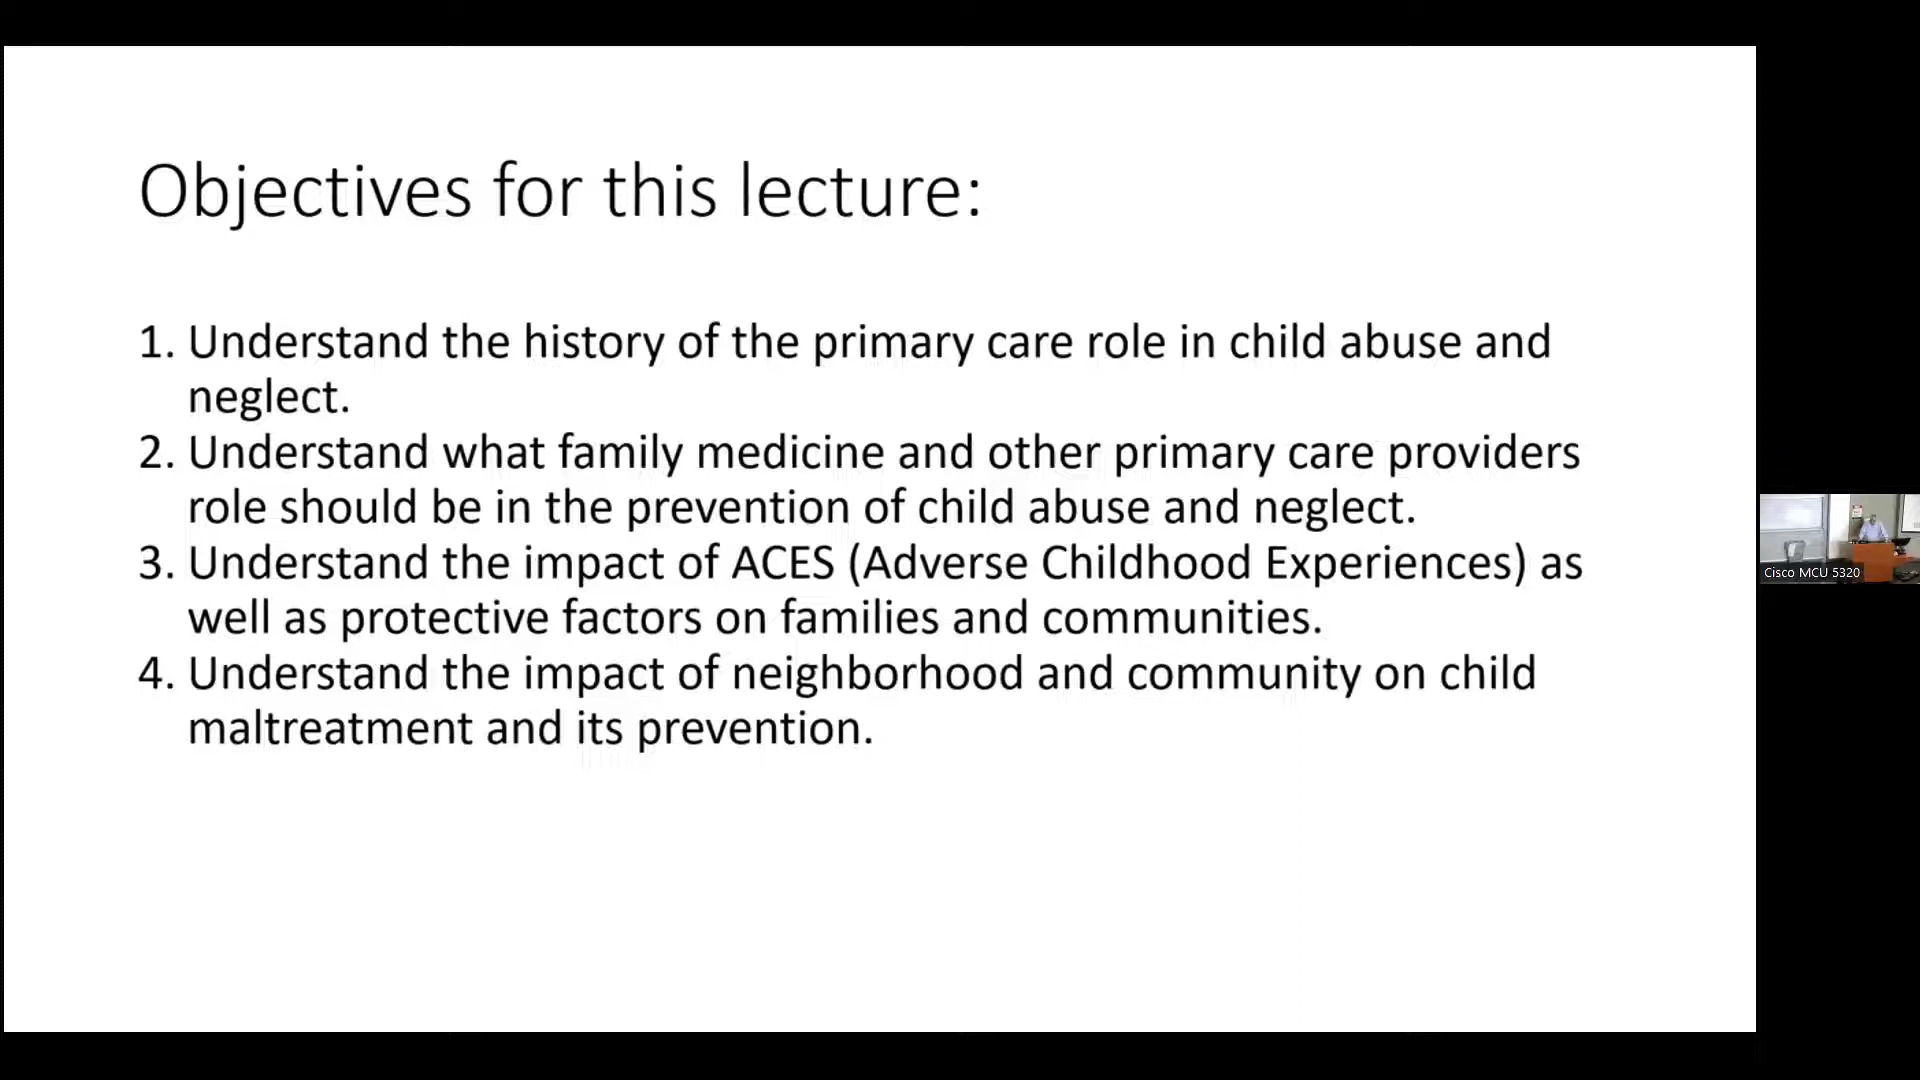 Objectives for this lecture:
1. Understand the history of the primary care role in child abuse and
neglect.
2. Understand what family medicine and other primary care providers
role should be in the prevention of child abuse and neglect.
3. Understand the impact of ACES (Adverse Childhood Experiences) as
well as protective factors on families and communities.
4. Understand the impact of neighborhood and community on child
maltreatment and its prevention.
Cisco MCU 5320